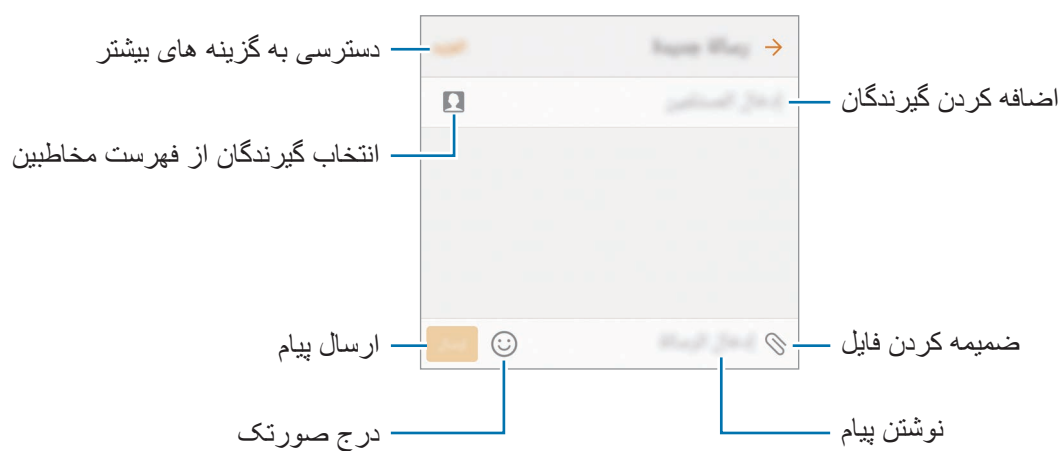 دسترسی به گزینه های بیشتر
اضافه کردن گیرندگان
انتخاب گیرندگان از فهرست مخاطبین
ضمیمه کردن فایل
ارسال پیام
نوشتن پیام
درج صورتک